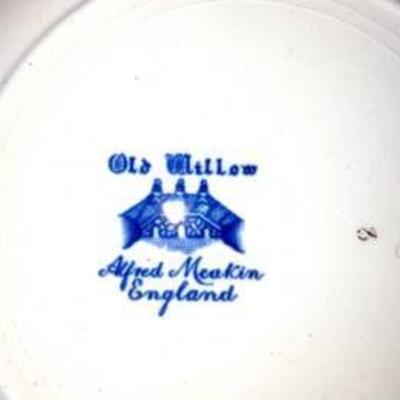 Old Willow
Alfred Meakin
England